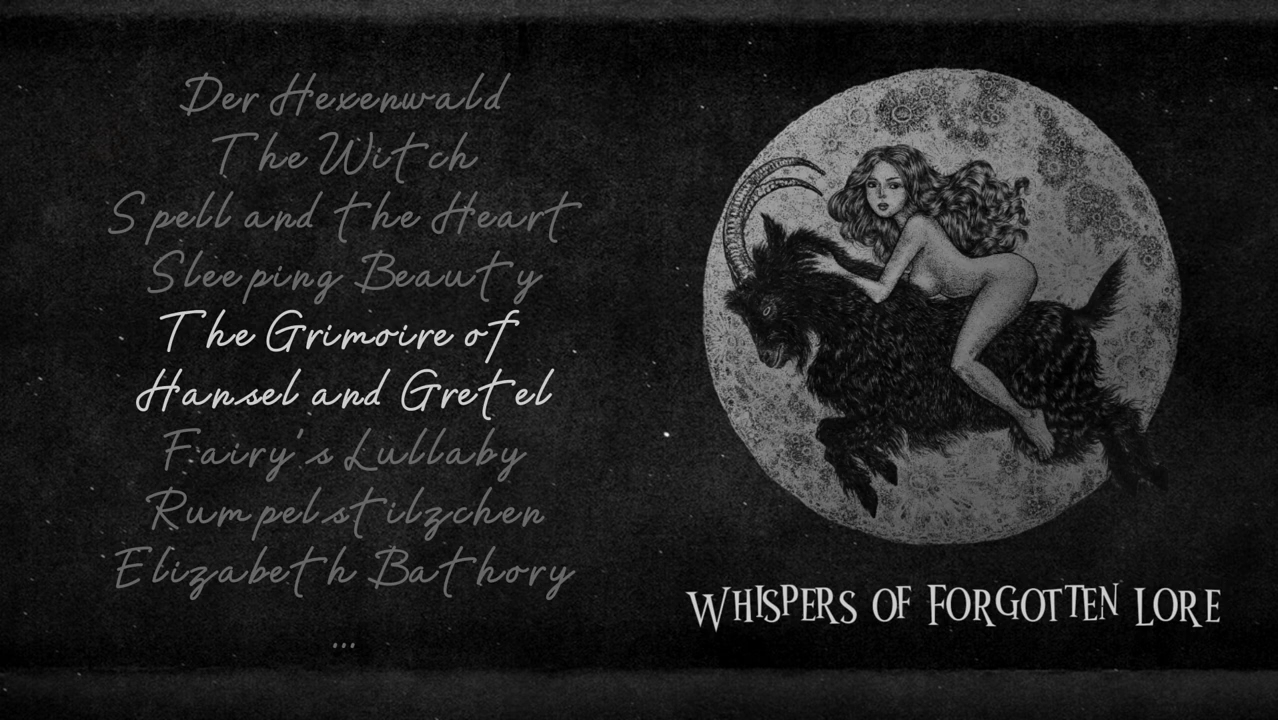 Der Hexenwald
The Witch
Spell and the Heart
Sleeping Beauty
The Grimoire of
Hansel and Gretel
Fairy's Lullaby
Rumpelstilzchen
Elizabeth Bathory
...
Whispers of Forgotten Lore